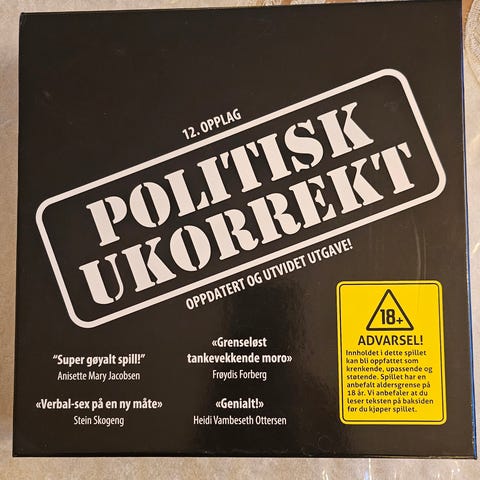 12. OPPLAG
POLITISK
UKORREKT
OPPDATERT OG UTVIDET UTGAVE!
"Super gøyalt spill!"
Anisette Mary Jacobsen
«Grenseløst
tankevekkende moro»
Frøydis Forberg
«Verbal-sex på en ny måte»
Stein Skogeng
«Genialt!»
Heidi Vambeseth Ottersen
18+
ADVARSEL!
Innholdet i dette spillet
kan bli oppfattet som
krenkende, upassende og
støtende. Spillet har en
anbefalt aldersgrense på
18 år. Vi anbefaler at du
leser teksten på baksiden
før du kjøper spillet.